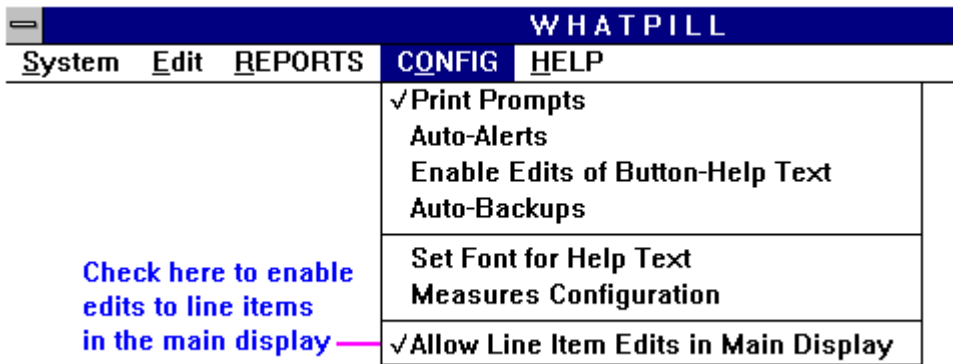 W H A T P I L L
System Edit REPORTS CONFIG HELP
√Print Prompts
Auto-Alerts
Enable Edits of Button-Help Text
Auto-Backups
Set Font for Help Text
Measures Configuration
√Allow Line Item Edits in Main Display
Check here to enable
edits to line items
in the main display